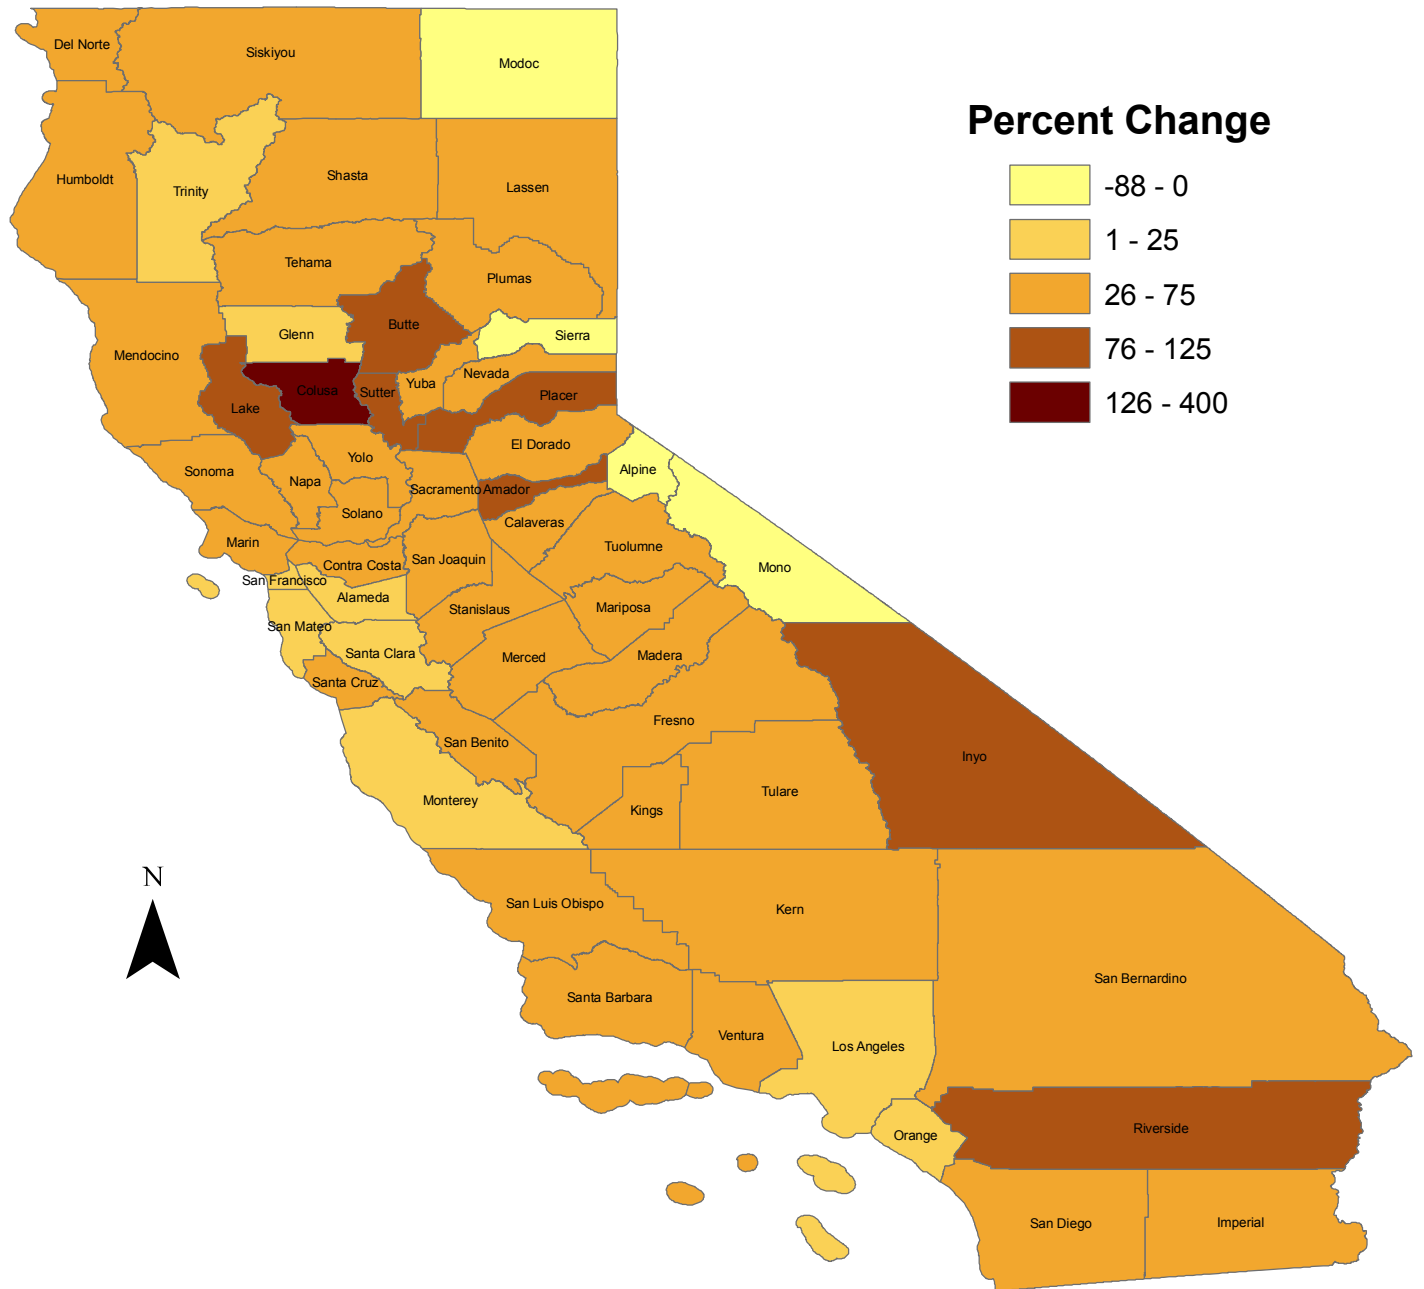 Del Norte
Siskiyou
Modoc
Percent Change
-88 - 0
1 - 25
26 - 75
76 - 125
126 - 400
Humboldt
Trinity
Shasta
Lassen
Tehama
Plumas
Glenn
Butte
Sierra
Mendocino
Colusa
Sutter
Yuba
Nevada
Lake
Placer
El Dorado
Sonoma
Napa
Yolo
Sacramento
Amador
Alpine
Solano
Calaveras
Marin
Contra Costa
San Joaquin
Tuolumne
Mono
San Francisco
Alameda
Stanislaus
Mariposa
San Mateo
Santa Clara
Merced
Madera
Santa Cruz
San Benito
Fresno
Inyo
Monterey
Kings
Tulare
N
San Luis Obispo
Kern
San Bernardino
Santa Barbara
Ventura
Los Angeles
Orange
Riverside
San Diego
Imperial